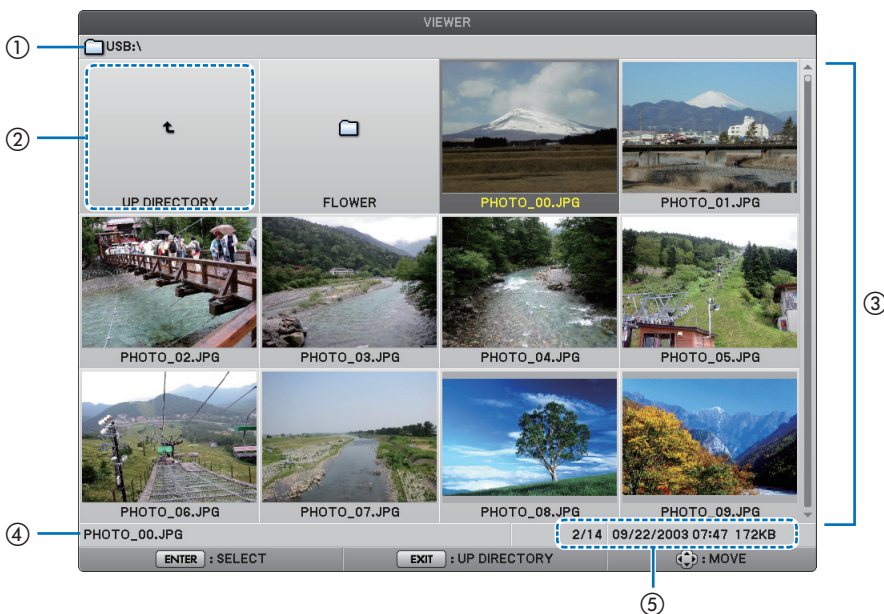 VIEWER
① USB:\
②
UP DIRECTORY FLOWER PHOTO_00.JPG PHOTO_01.JPG
③
PHOTO_02.JPG PHOTO_03.JPG PHOTO_04.JPG PHOTO_05.JPG
PHOTO_06.JPG PHOTO_07.JPG PHOTO_08.JPG PHOTO_09.JPG
④ PHOTO_00.JPG 2/14 09/22/2003 07:47 172KB
ENTER : SELECT EXIT : UP DIRECTORY : MOVE
⑤